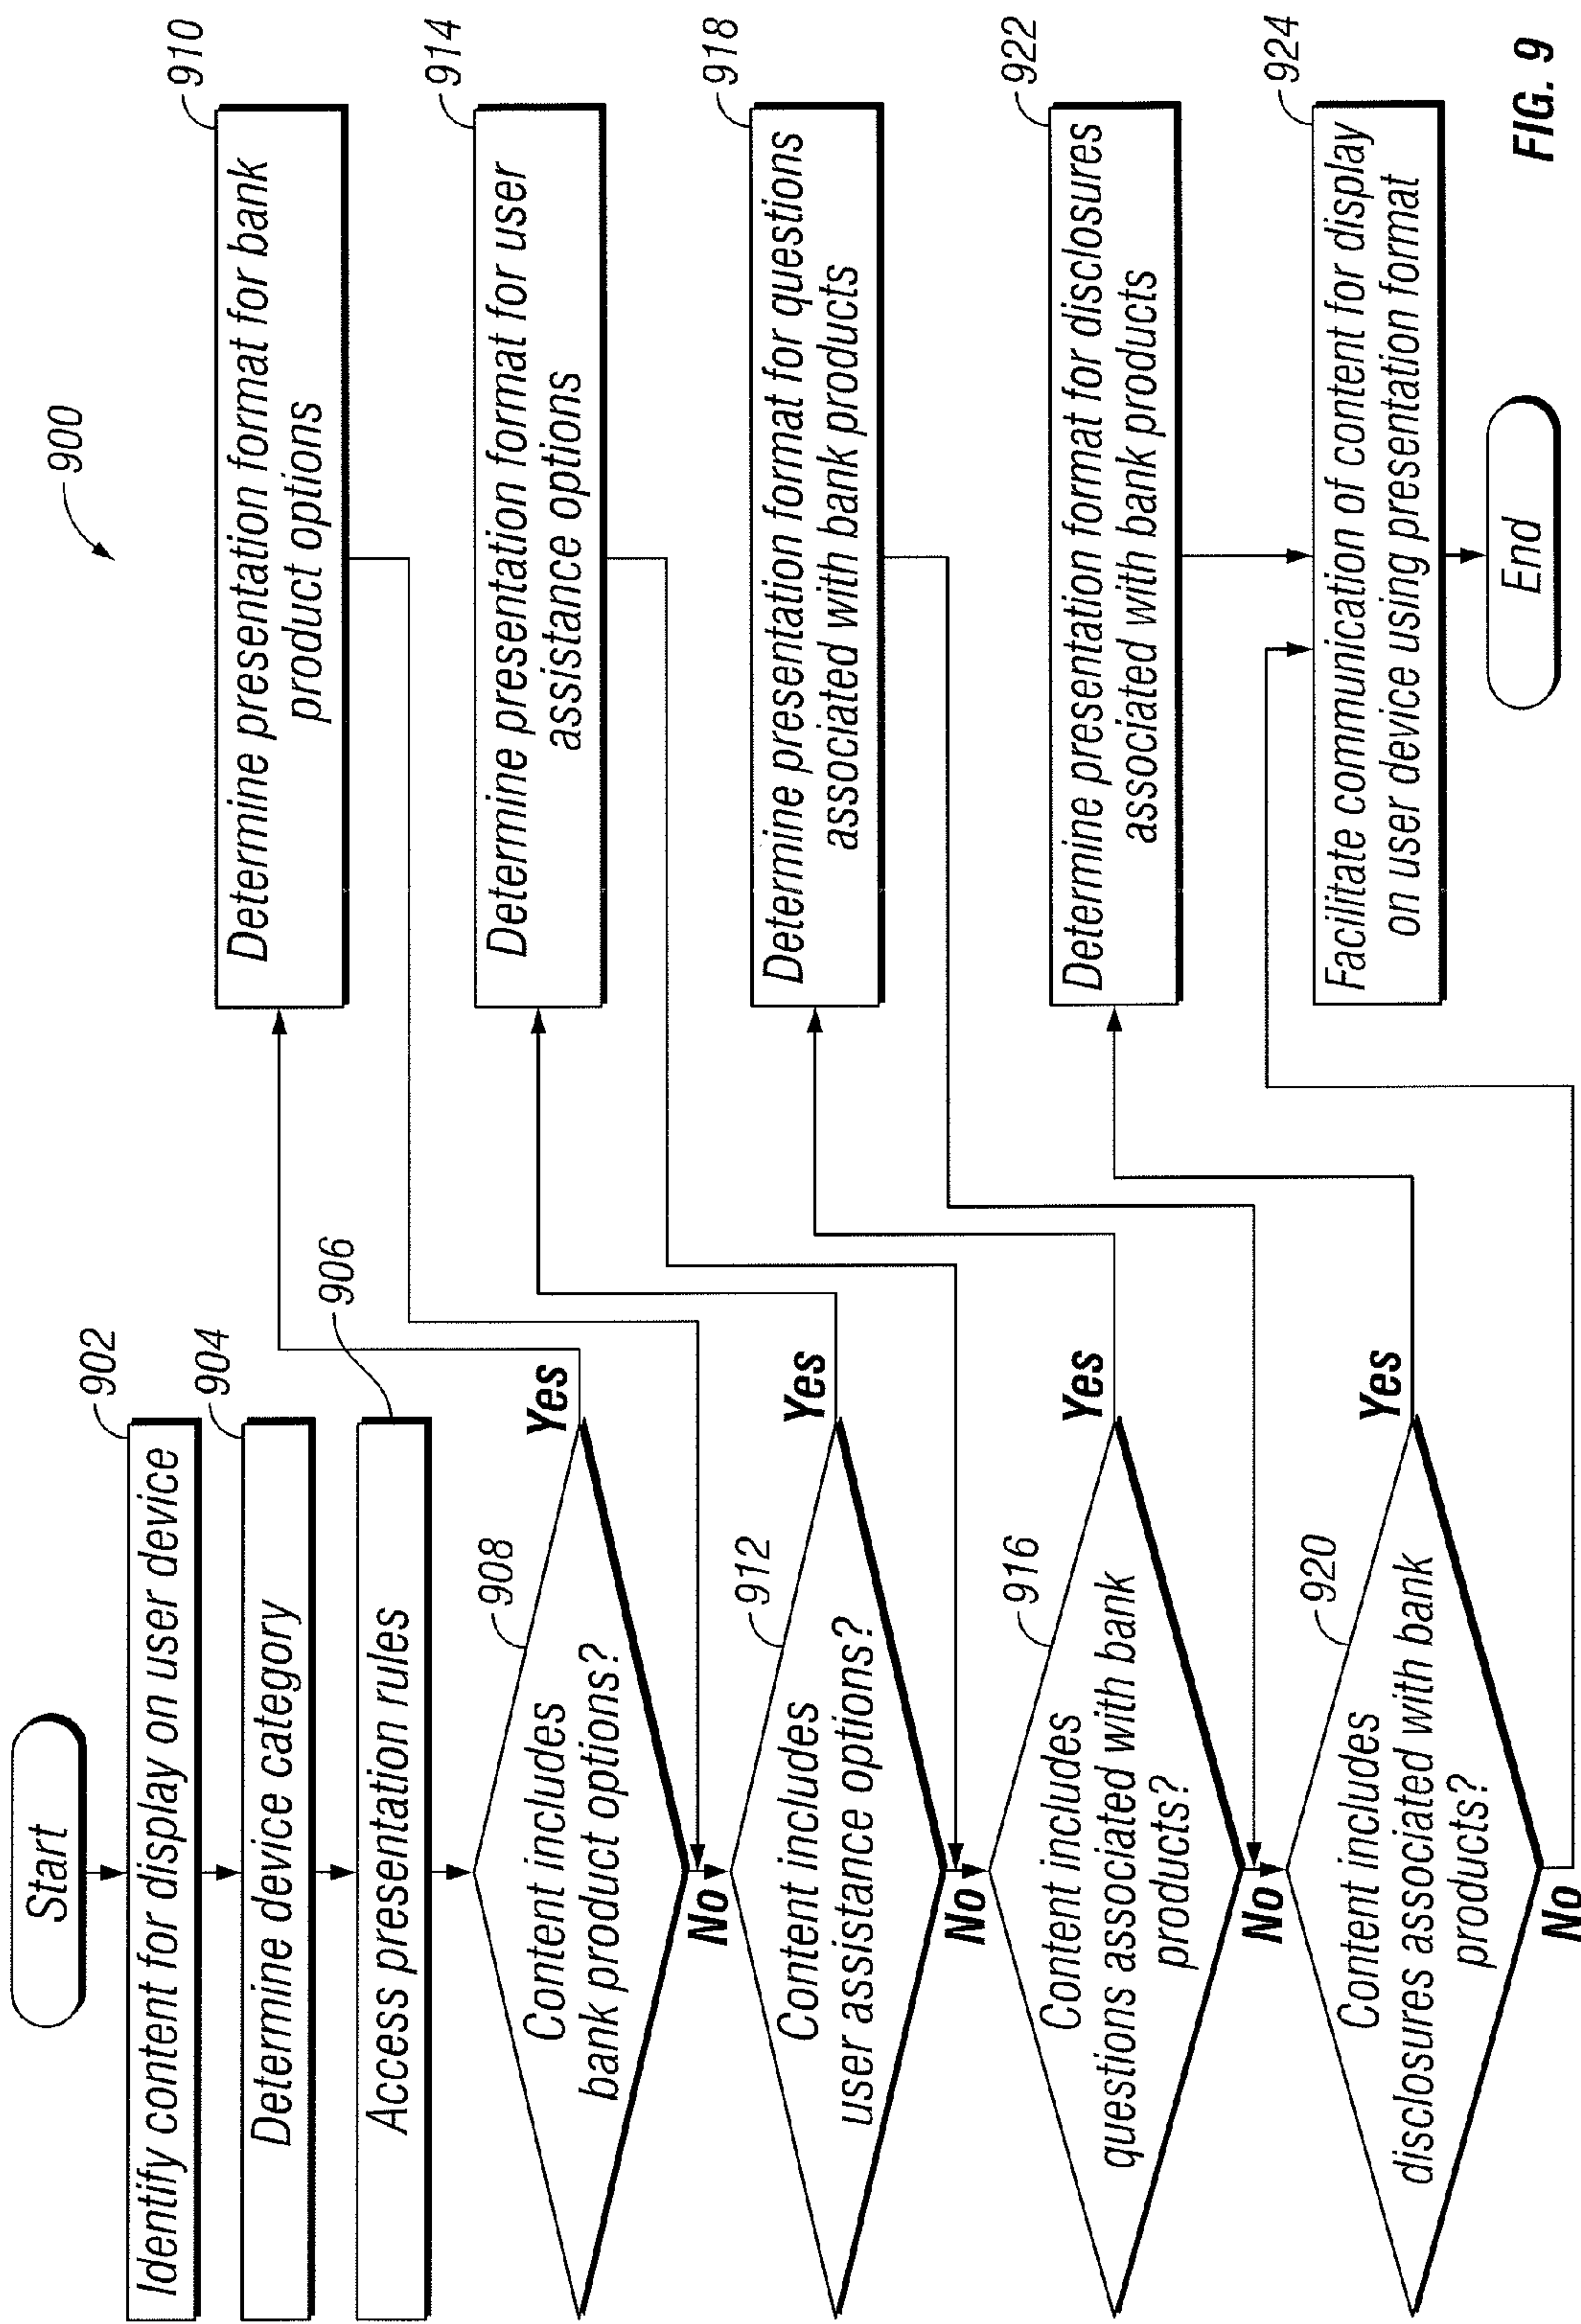 900
Start
Identify content for display on user device
902
Determine device category
904
Access presentation rules
906
Content includes
bank product options?
908
Yes
No
Determine presentation format for bank
product options
910
Content includes
user assistance options?
912
Yes
No
Determine presentation format for user
assistance options
914
Content includes
questions associated with bank
products?
916
Yes
No
Determine presentation format for questions
associated with bank products
918
Content includes
disclosures associated with bank
products?
920
Yes
No
Determine presentation format for disclosures
associated with bank products
922
Facilitate communication of content for display
on user device using presentation format
924
End
FIG. 9